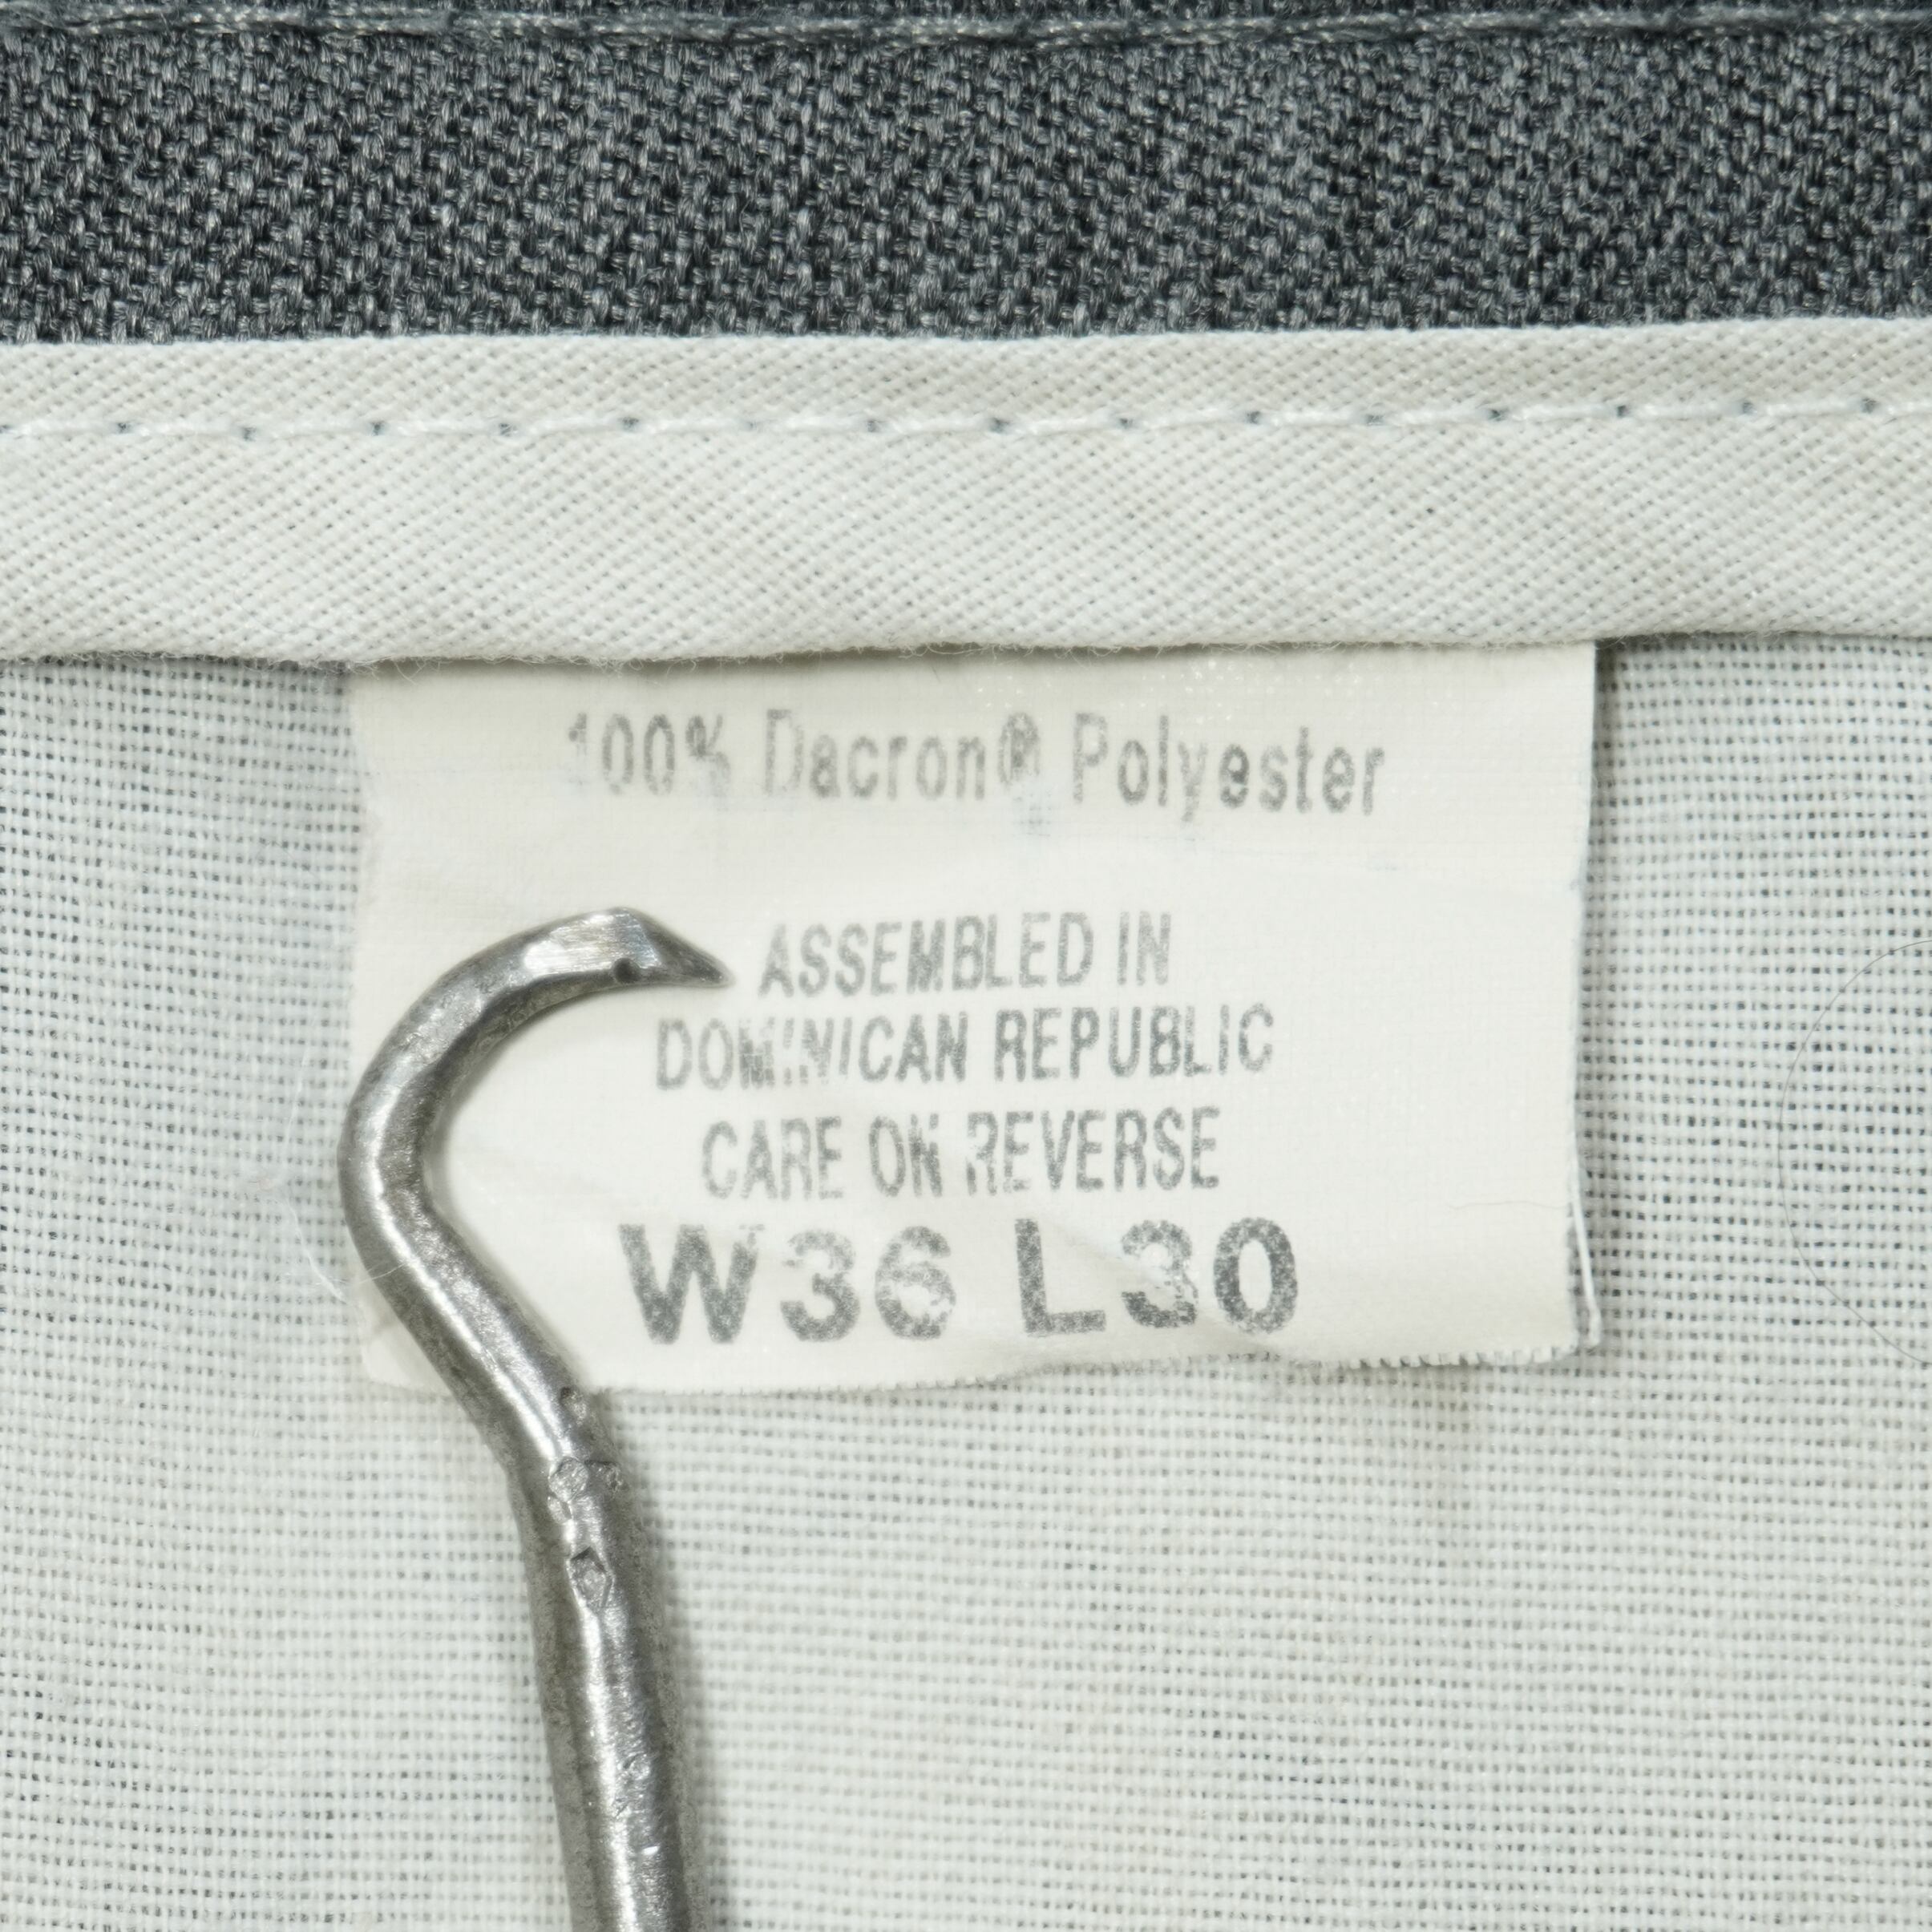 100% Dacron® Polyester
ASSEMBLED IN
DOMINICAN REPUBLIC
CARE ON REVERSE
W36 L30